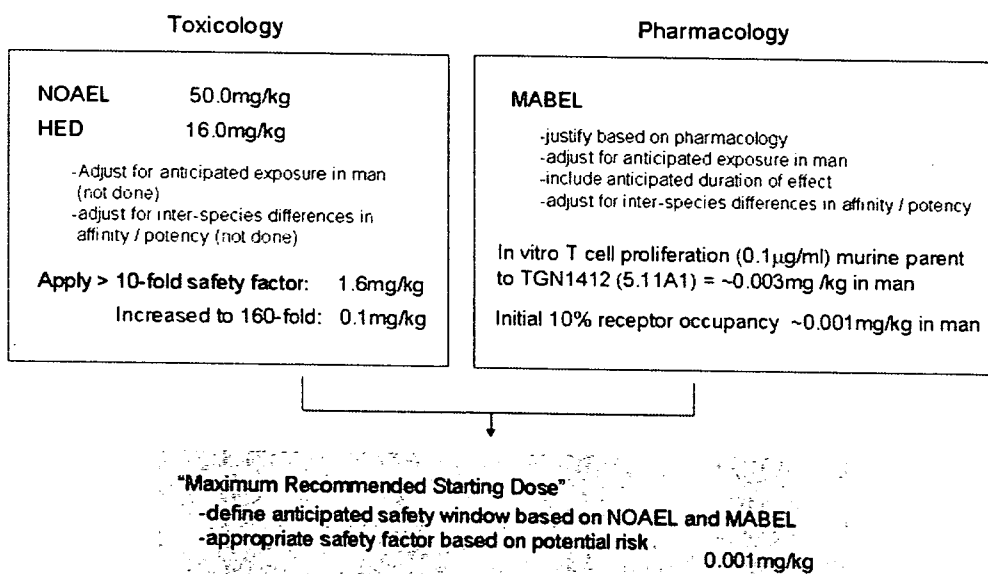 Toxicology
NOAEL 50.0mg/kg
HED 16.0mg/kg
-Adjust for anticipated exposure in man
(not done)
-adjust for inter-species differences in
affinity / potency (not done)
Apply > 10-fold safety factor: 1.6mg/kg
Increased to 160-fold: 0.1mg/kg
Pharmacology
MABEL
-justify based on pharmacology
-adjust for anticipated exposure in man
-include anticipated duration of effect
-adjust for inter-species differences in affinity / potency
In vitro T cell proliferation (0.1µg/ml) murine parent
to TGN1412 (5.11A1) = ~0.003mg /kg in man
Initial 10% receptor occupancy ~0.001mg/kg in man
"Maximum Recommended Starting Dose"
-define anticipated safety window based on NOAEL and MABEL
-appropriate safety factor based on potential risk
0.001mg/kg